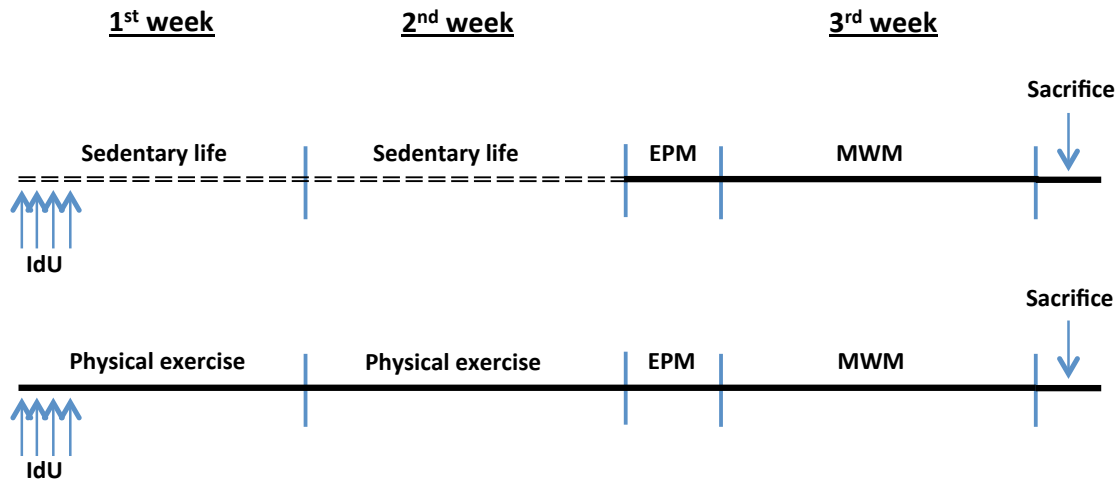 1st week 2nd week 3rd week
Sacrifice
Sedentary life Sedentary life EPM MWM
IdU
Sacrifice
Physical exercise Physical exercise EPM MWM
IdU